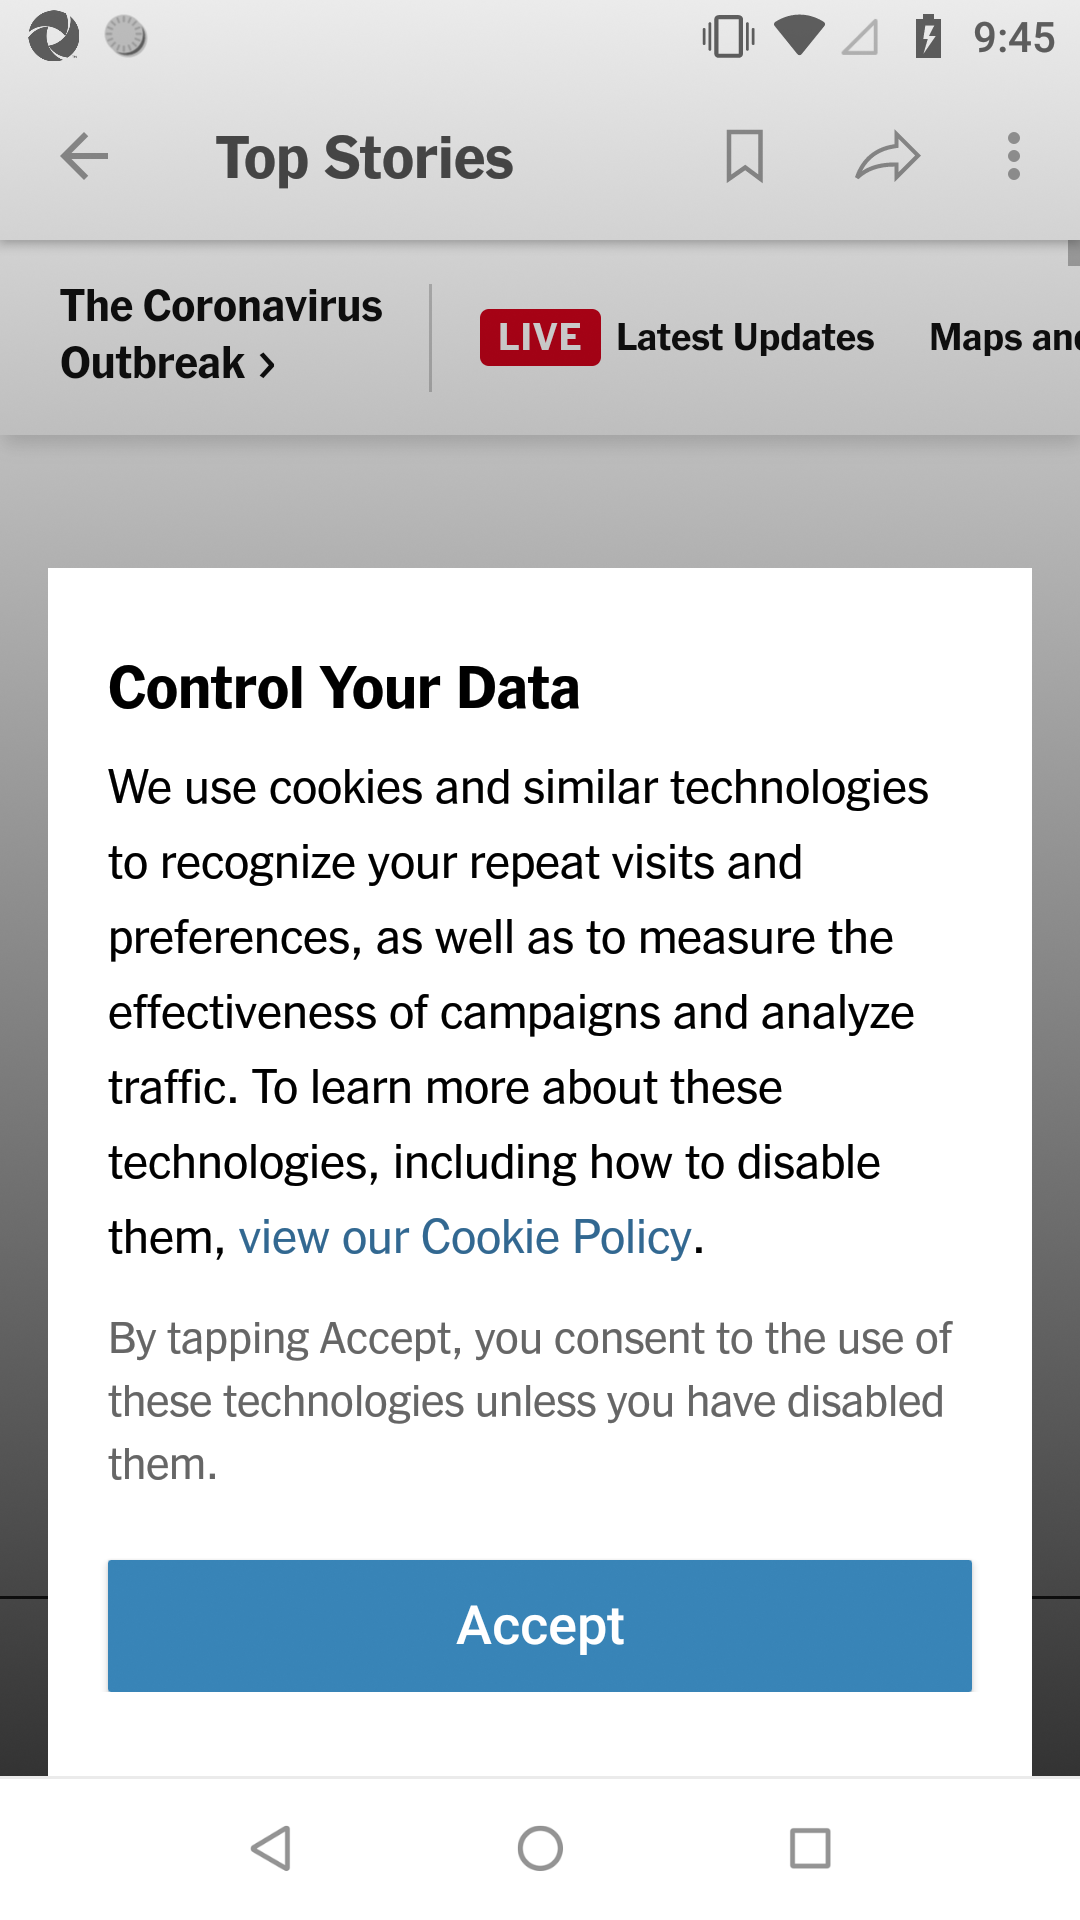 9:45
Top Stories
The Coronavirus
Outbreak >
LIVE Latest Updates Maps
Control Your Data
We use cookies and similar technologies
to recognize your repeat visits and
preferences, as well as to measure the
effectiveness of campaigns and analyze
traffic. To learn more about these
technologies, including how to disable
them, view our Cookie Policy.
By tapping Accept, you consent to the use of
these technologies unless you have disabled
them.
Accept